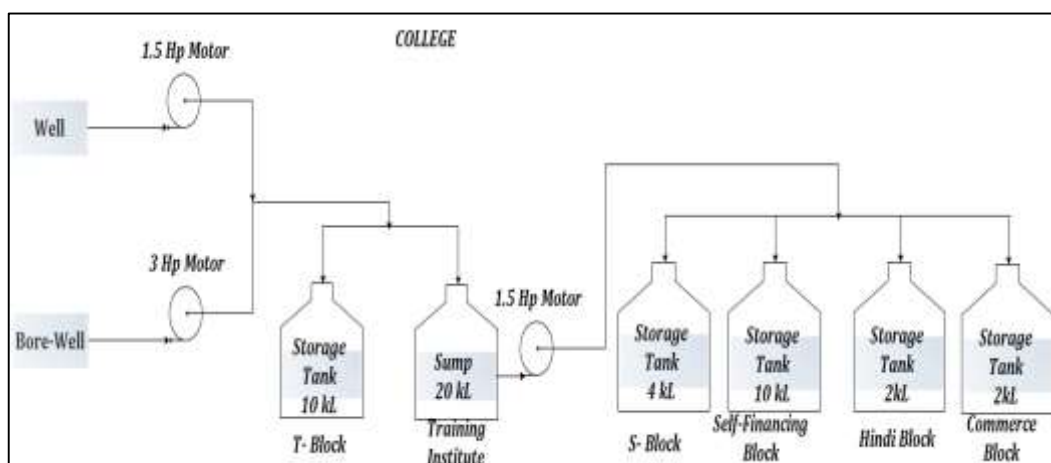 COLLEGE
1.5 Hp Motor
Well
3 Hp Motor
Bore-Well
1.5 Hp Motor
Storage
Tank
10 kL
T- Block
Sump
20 kL
Training
Institute
Storage
Tank
4 kL
S- Block
Storage
Tank
10 kL
Self-Financing
Block
Storage
Tank
2kL
Hindi Block
Storage
Tank
2kL
Commerce
Block